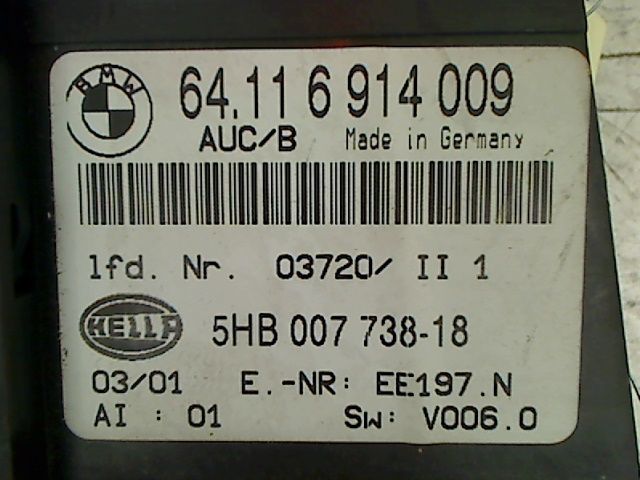 BMW
64.11 6 914 009
AUC/B Made in Germany
lfd. Nr. 03720/ II 1
HELLA 5HB 007 738-18
03/01 E.-NR: EE197.N
AI : 01 SW: V006.0